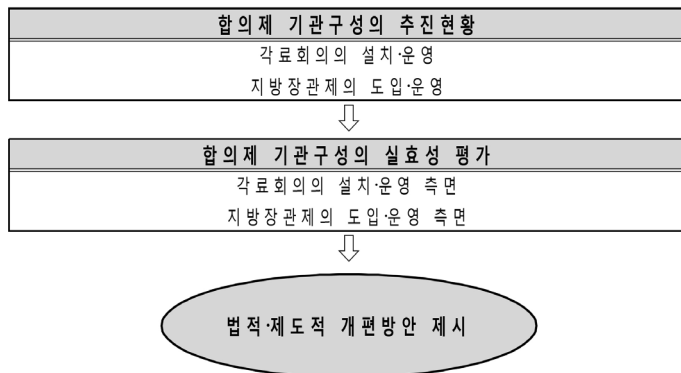 합의제 기관구성의 추진현황
각료회의의 설치·운영
지방장관제의 도입·운영
합의제 기관구성의 실효성 평가
각료회의의 설치·운영 측면
지방장관제의 도입·운영 측면
법적·제도적 개편방안 제시